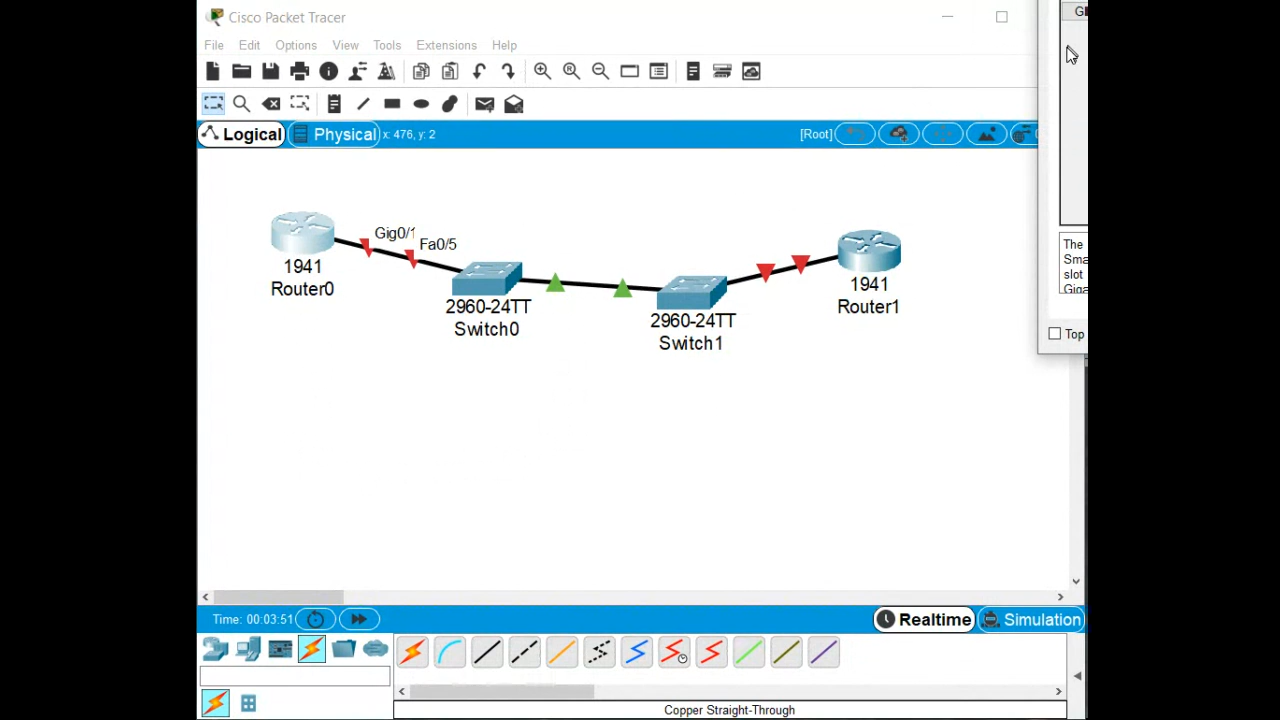 Cisco Packet Tracer
File Edit Options View Tools Extensions Help
Logical Physical x: 476, y: 2 [Root]
Gig0/1
Fa0/5
1941
Router0
2960-24TT
Switch0
2960-24TT
Switch1
1941
Router1
The
Sma
slot
Giga
Top
Time: 00:03:51 Realtime Simulation
Copper Straight-Through